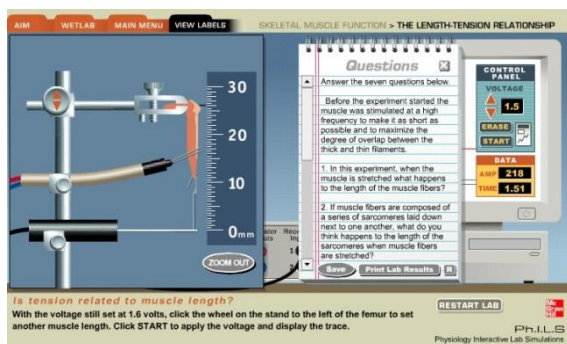 AIM
WETLAB
MAIN MENU
VIEW LABELS
SKELETAL MUSCLE FUNCTION > THE LENGTH-TENSION RELATIONSHIP
30
20
10
0mm
ZOOM OUT
Questions
Answer the seven questions below.
Before the experiment started the
muscle was stimulated at a high
frequency to make it as short as
possible and to maximize the
degree of overlap between the
thick and thin filaments.
1. In this experiment, when the
muscle is stretched what happens
to the length of the muscle fibers?
2. If muscle fibers are composed of
a series of sarcomeres laid down
next to one another, what do you
think happens to the length of the
sarcomeres when muscle fibers
are stretched?
Save
Print Lab Results
R
CONTROL
PANEL
VOLTAGE
1.5
ERASE
START
DATA
AMP 218
TIME 1.51
Is tension related to muscle length?
With the voltage still set at 1.6 volts, click the wheel on the stand to the left of the femur to set
another muscle length. Click START to apply the voltage and display the trace.
RESTART LAB
Ph.I.L.S
Physiology Interactive Lab Simulations